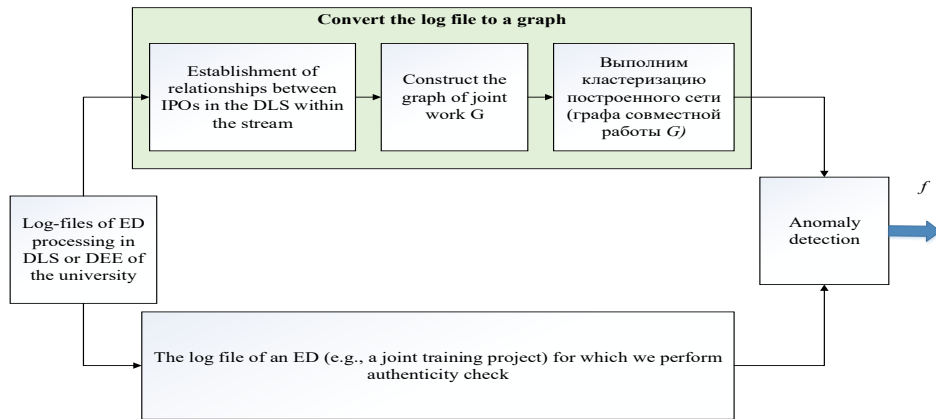 Convert the log file to a graph
Establishment of
relationships between
IPOs in the DLS within
the stream
Construct the
graph of joint
work G
Выполним
кластеризацию
построенного сети
(графа совместной
работы G)
Log-files of ED
processing in
DLS or DEE of
the university
Anomaly
detection
f
The log file of an ED (e.g., a joint training project) for which we perform
authenticity check